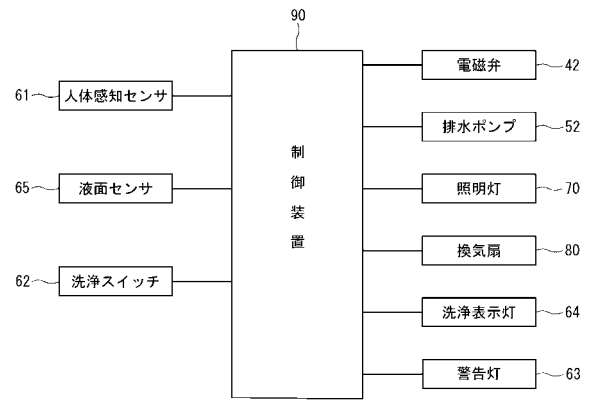 90
61 人体感知センサ
65 液面センサ
62 洗浄スイッチ
制御装置
電磁弁 42
排水ポンプ 52
照明灯 70
換気扇 80
洗浄表示灯 64
警告灯 63